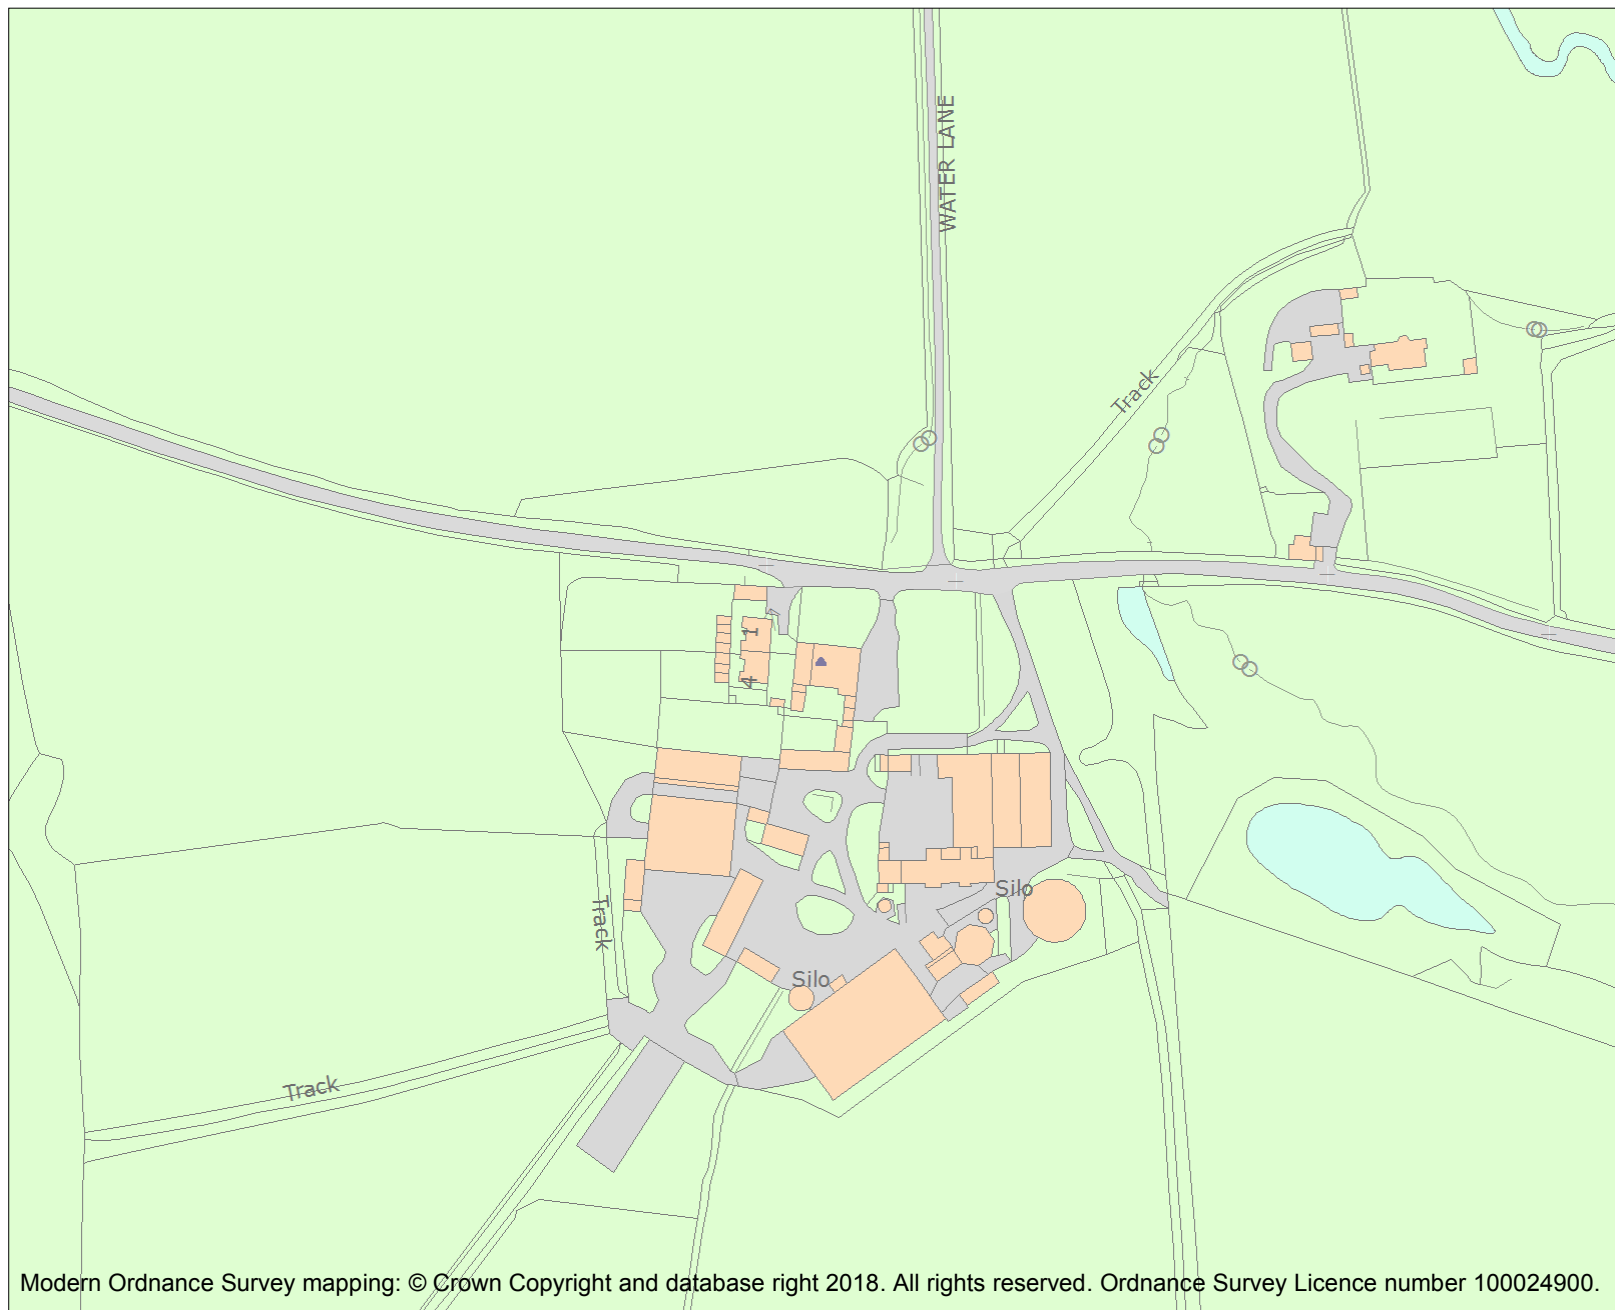 WATER LANE
Track
1
4
Silo
Track
Silo
Track
Modern Ordnance Survey mapping: © Crown Copyright and database right 2018. All rights reserved. Ordnance Survey Licence number 100024900.